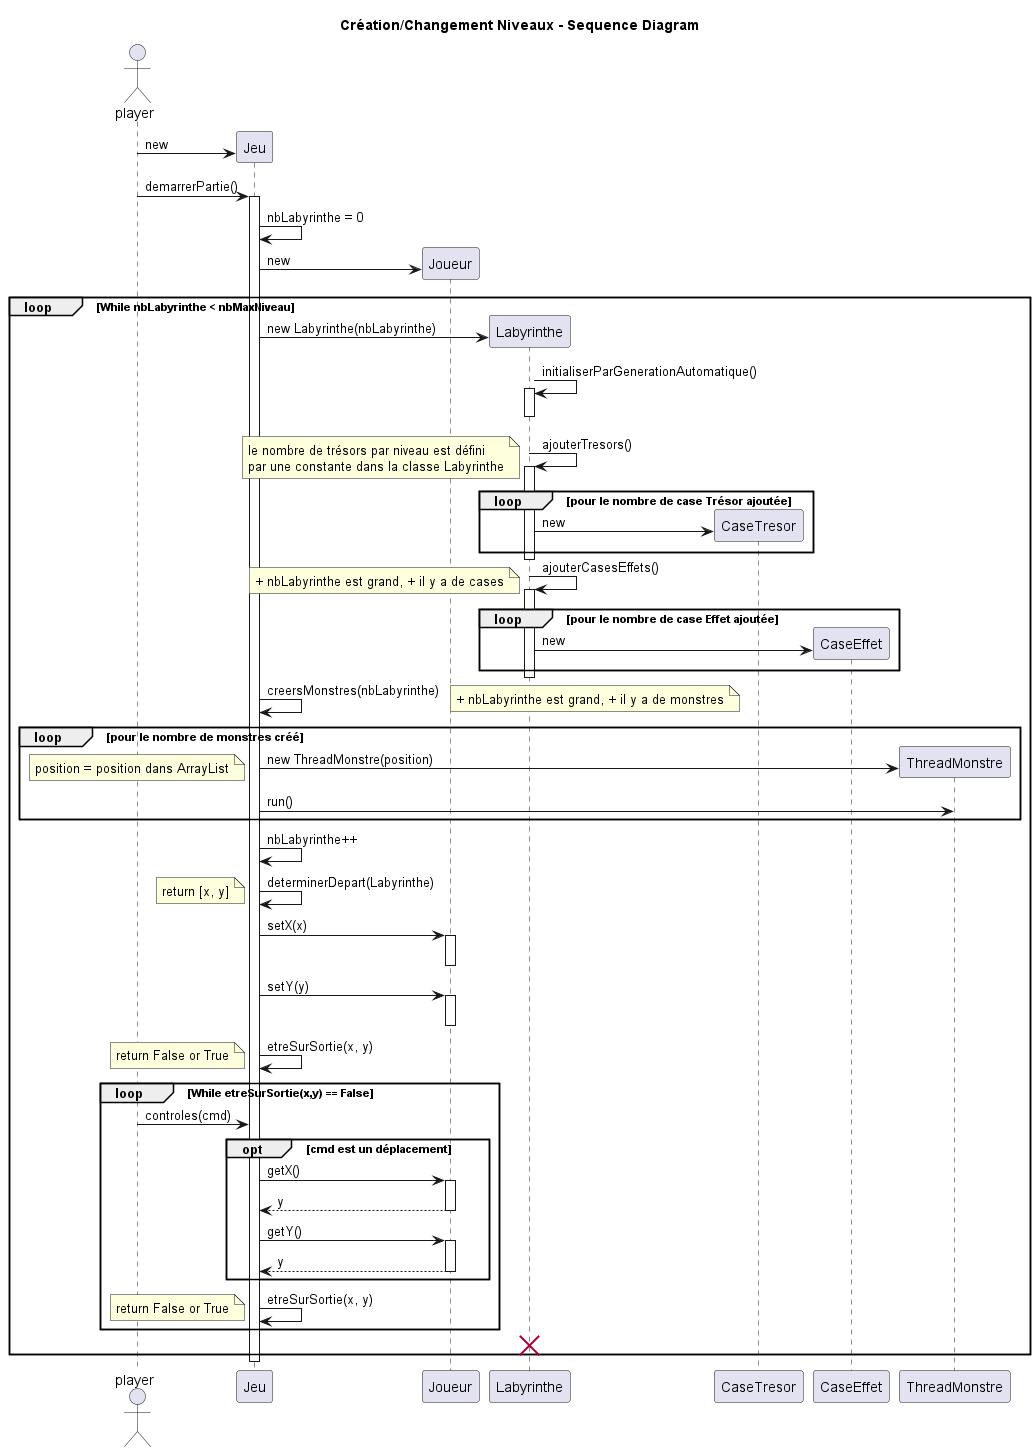 Création/Changement Niveaux - Sequence Diagram
player
new
Jeu
demarrerPartie()
nbLabyrinthe = 0
new
Joueur
loop
[While nbLabyrinthe < nbMaxNiveau]
new Labyrinthe(nbLabyrinthe)
Labyrinthe
initialiserParGenerationAutomatique()
le nombre de trésors par niveau est défini
par une constante dans la classe Labyrinthe
ajouterTresors()
loop
[pour le nombre de case Trésor ajoutée]
new
CaseTresor
+ nbLabyrinthe est grand, + il y a de cases
ajouterCasesEffets()
loop
[pour le nombre de case Effet ajoutée]
new
CaseEffet
creersMonstres(nbLabyrinthe)
+ nbLabyrinthe est grand, + il y a de monstres
loop
[pour le nombre de monstres créé]
position = position dans ArrayList
new ThreadMonstre(position)
ThreadMonstre
run()
nbLabyrinthe++
return [x, y]
determinerDepart(Labyrinthe)
setX(x)
setY(y)
return False or True
etreSurSortie(x, y)
loop
[While etreSurSortie(x,y) == False]
controles(cmd)
opt
[cmd est un déplacement]
getX()
y
getY()
y
return False or True
etreSurSortie(x, y)
player
Jeu
Joueur
Labyrinthe
CaseTresor
CaseEffet
ThreadMonstre